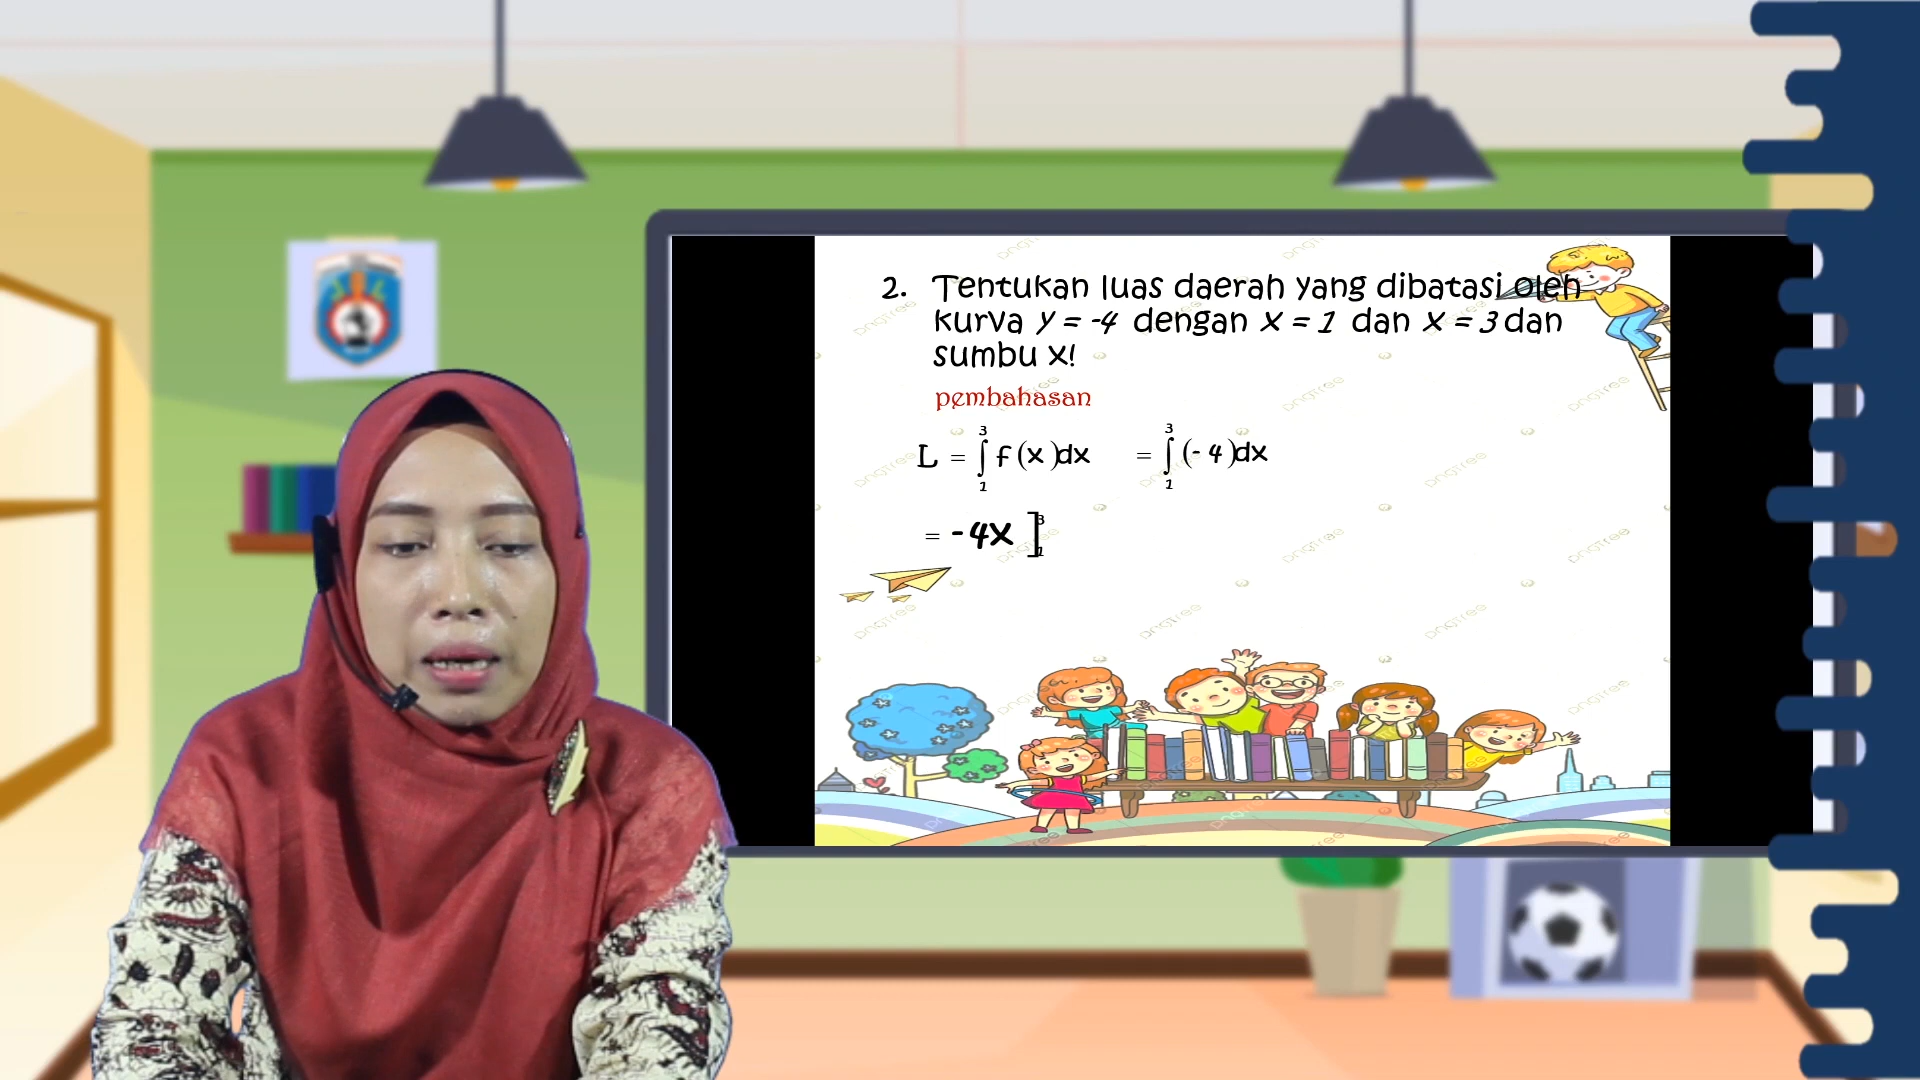 2. Tentukan luas daerah yang dibatasi oleh
kurva y = -4 dengan x = 1 dan x = 3 dan
sumbu x!
pembahasan
L = ∫₁³ f(x)dx = ∫₁³ (-4)dx
= -4x ]₁³